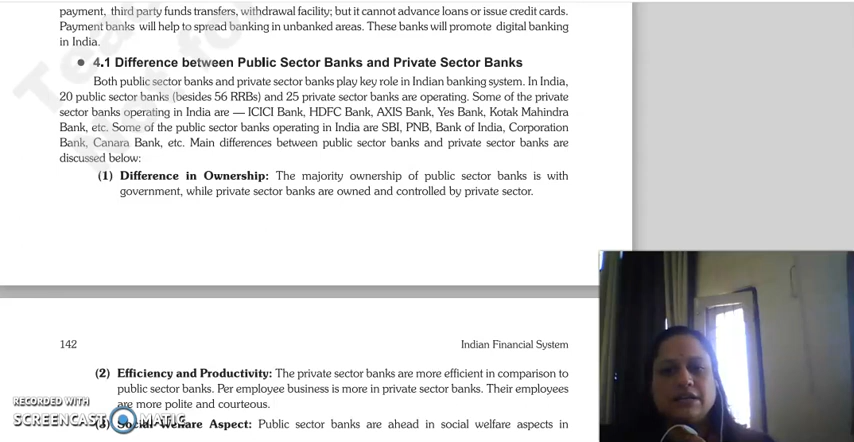 payment, third party funds transfers, withdrawal facility; but it cannot advance loans or issue credit cards.
Payment banks will help to spread banking in unbanked areas. These banks will promote digital banking
in India.
4.1 Difference between Public Sector Banks and Private Sector Banks
Both public sector banks and private sector banks play key role in Indian banking system. In India,
20 public sector banks (besides 56 RRBs) and 25 private sector banks are operating. Some of the private
sector banks operating in India are — ICICI Bank, HDFC Bank, AXIS Bank, Yes Bank, Kotak Mahindra
Bank, etc. Some of the public sector banks operating in India are SBI, PNB, Bank of India, Corporation
Bank, Canara Bank, etc. Main differences between public sector banks and private sector banks are
discussed below:
(1) Difference in Ownership: The majority ownership of public sector banks is with
government, while private sector banks are owned and controlled by private sector.
142 Indian Financial System
(2) Efficiency and Productivity: The private sector banks are more efficient in comparison to
public sector banks. Per employee business is more in private sector banks. Their employees
are more polite and courteous.
(3) Social Welfare Aspect: Public sector banks are ahead in social welfare aspects in
RECORDED WITH
SCREENCAST MATIC